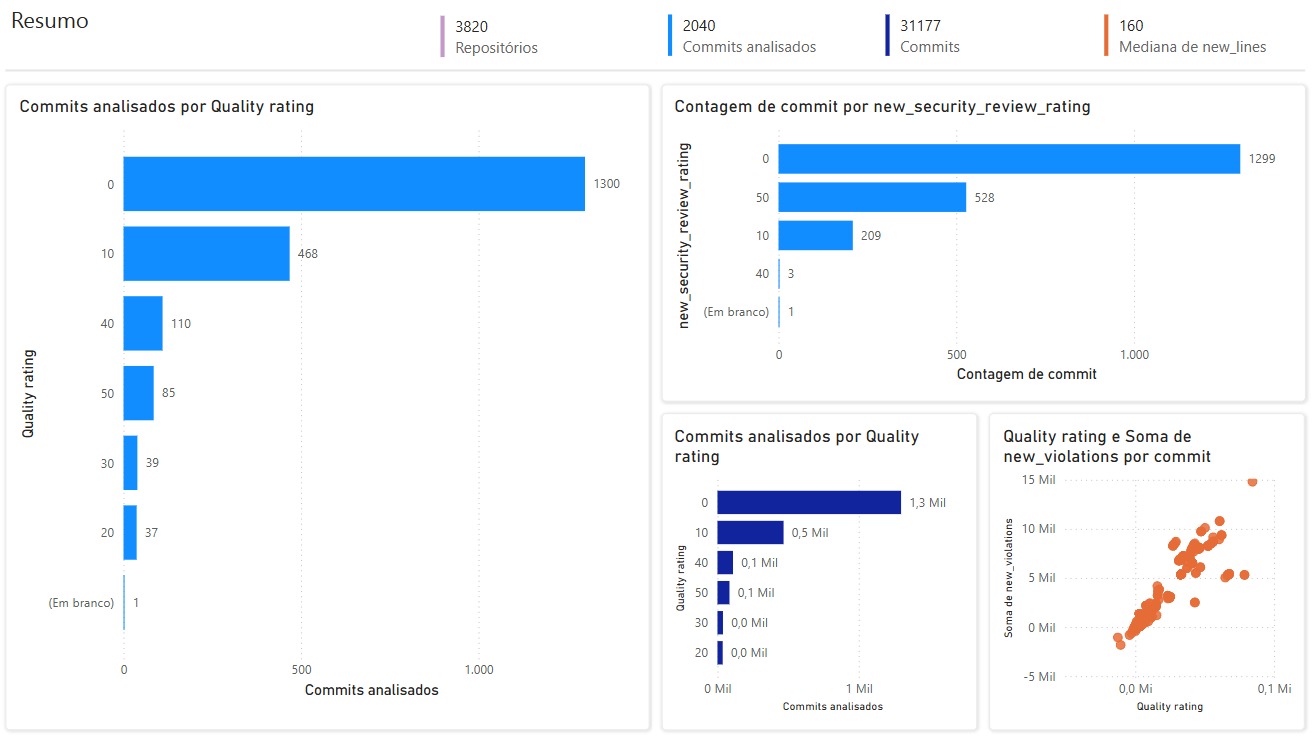 Resumo
3820
Repositórios
2040
Commits analisados
31177
Commits
160
Mediana de new_lines
Commits analisados por Quality rating
Quality rating
0
1300
10
468
40
110
50
85
30
39
20
37
(Em branco)
1
0
500
1.000
Commits analisados
Contagem de commit por new_security_review_rating
new_security_review_rating
0
1299
50
528
10
209
40
3
(Em branco)
1
0
500
1.000
Contagem de commit
Commits analisados por Quality
rating
Quality rating
0
1,3 Mil
10
0,5 Mil
40
0,1 Mil
50
0,1 Mil
30
0,0 Mil
20
0,0 Mil
0 Mil
1 Mil
Commits analisados
Quality rating e Soma de
new_violations por commit
Soma de new_violations
15 Mil
10 Mil
5 Mil
0 Mil
-5 Mil
0,0 Mi
0,1 Mi
Quality rating